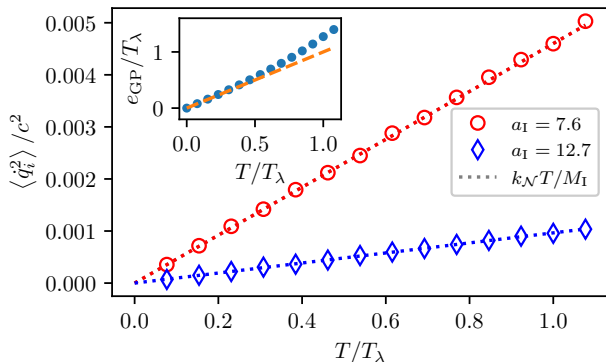 0.005
0.004
0.003
0.002
0.001
0.000
⟨q̇ᵢ²⟩ /c²
0.0 0.2 0.4 0.6 0.8 1.0
T/T_λ
1
0
e_GP/T_λ
0.0 0.5 1.0
T/T_λ
a_I = 7.6
a_I = 12.7
k_𝒩 T/M_I